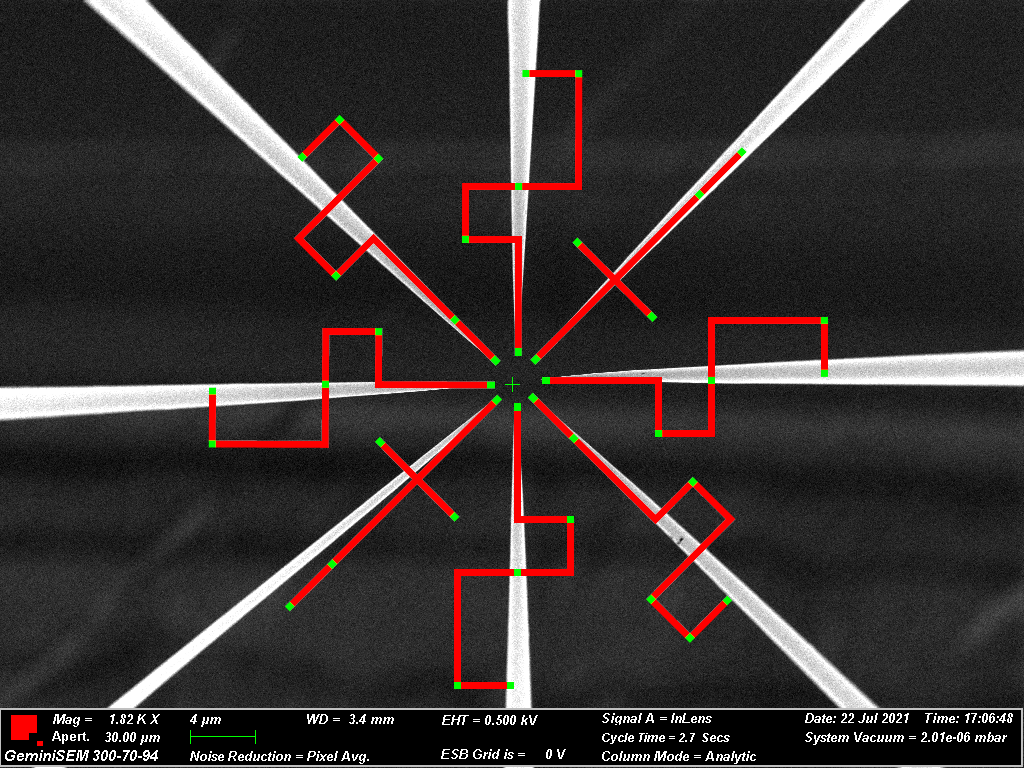 Mag = 1.82 K X 4 µm WD = 3.4 mm EHT = 0.500 kV Signal A = InLens Date: 22 Jul 2021 Time: 17:06:48
Apert. 30.00 µm Cycle Time = 2.7 Secs System Vacuum = 2.01e-06 mbar
GeminiSEM 300-70-94 Noise Reduction = Pixel Avg. ESB Grid is = 0 V Column Mode = Analytic